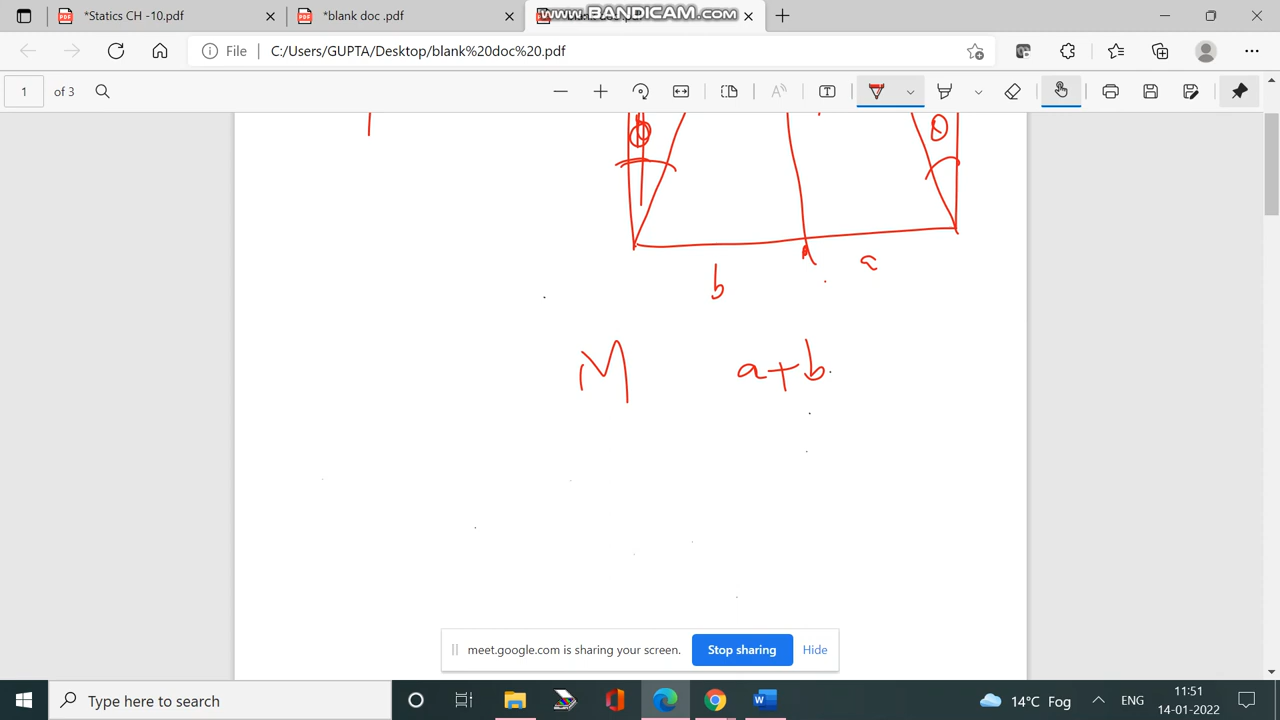 *Statics CH -10.pdf
*blank doc .pdf
WWW.BANDICAM.COM
File C:/Users/GUPTA/Desktop/blank%20doc%20.pdf
1 of 3
b a
M a+b
meet.google.com is sharing your screen. Stop sharing Hide
Type here to search
14°C Fog ENG 11:51
14-01-2022